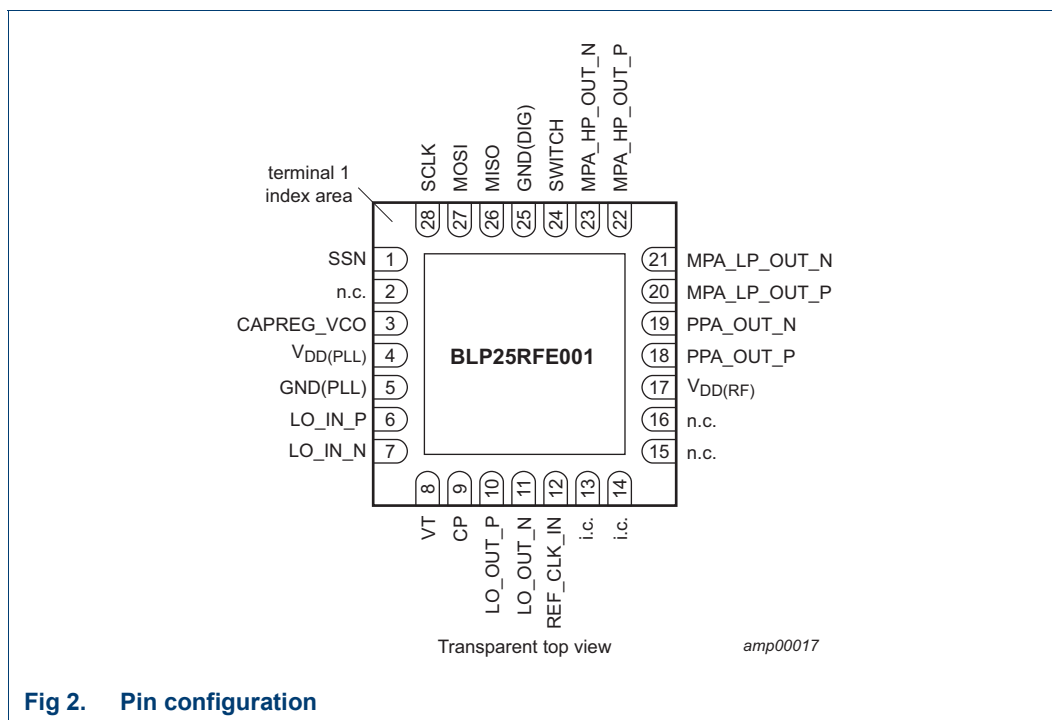 SCLK
MOSI
MISO
GND(DIG)
SWITCH
MPA_HP_OUT_N
MPA_HP_OUT_P
terminal 1
index area
28
27
26
25
24
23
22
SSN 1
n.c. 2
CAPREG_VCO 3
VDD(PLL) 4
GND(PLL) 5
LO_IN_P 6
LO_IN_N 7
BLP25RFE001
21 MPA_LP_OUT_N
20 MPA_LP_OUT_P
19 PPA_OUT_N
18 PPA_OUT_P
17 VDD(RF)
16 n.c.
15 n.c.
8
9
10
11
12
13
14
VT
CP
LO_OUT_P
LO_OUT_N
REF_CLK_IN
i.c.
i.c.
Transparent top view
amp00017
Fig 2. Pin configuration